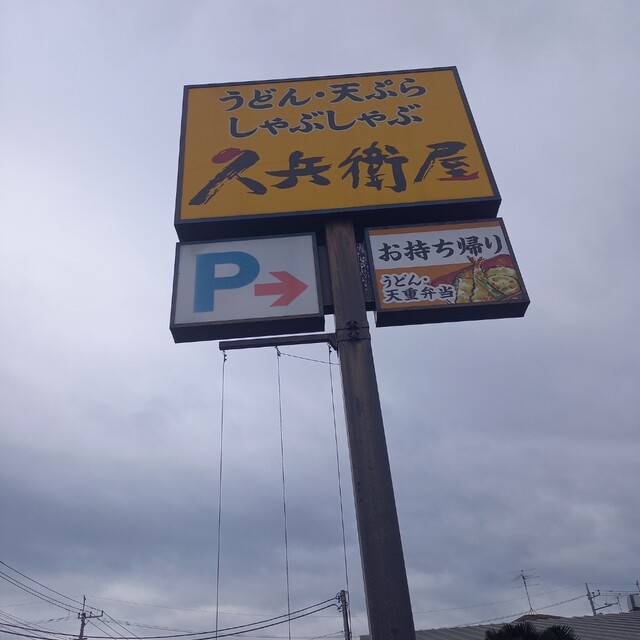 うどん・天ぷら
しゃぶしゃぶ
久兵衛屋
P
お持ち帰り
うどん・
天重弁当